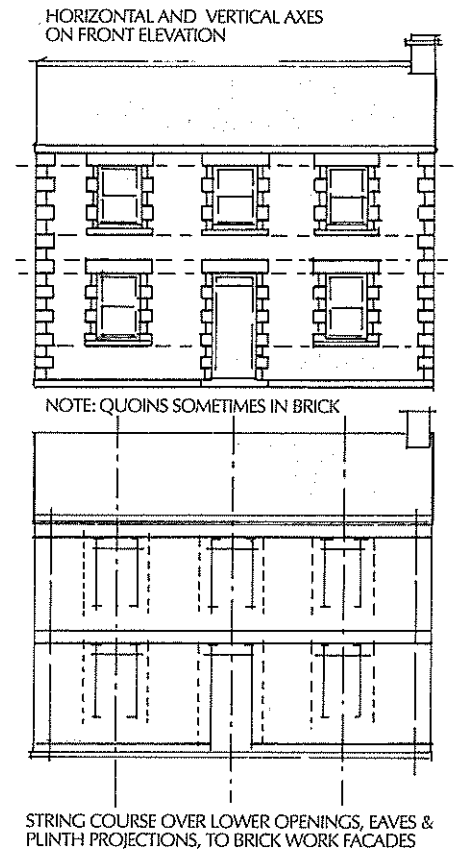 HORIZONTAL AND VERTICAL AXES
ON FRONT ELEVATION
NOTE: QUOINS SOMETIMES IN BRICK
STRING COURSE OVER LOWER OPENINGS, EAVES &
PLINTH PROJECTIONS, TO BRICK WORK FACADES